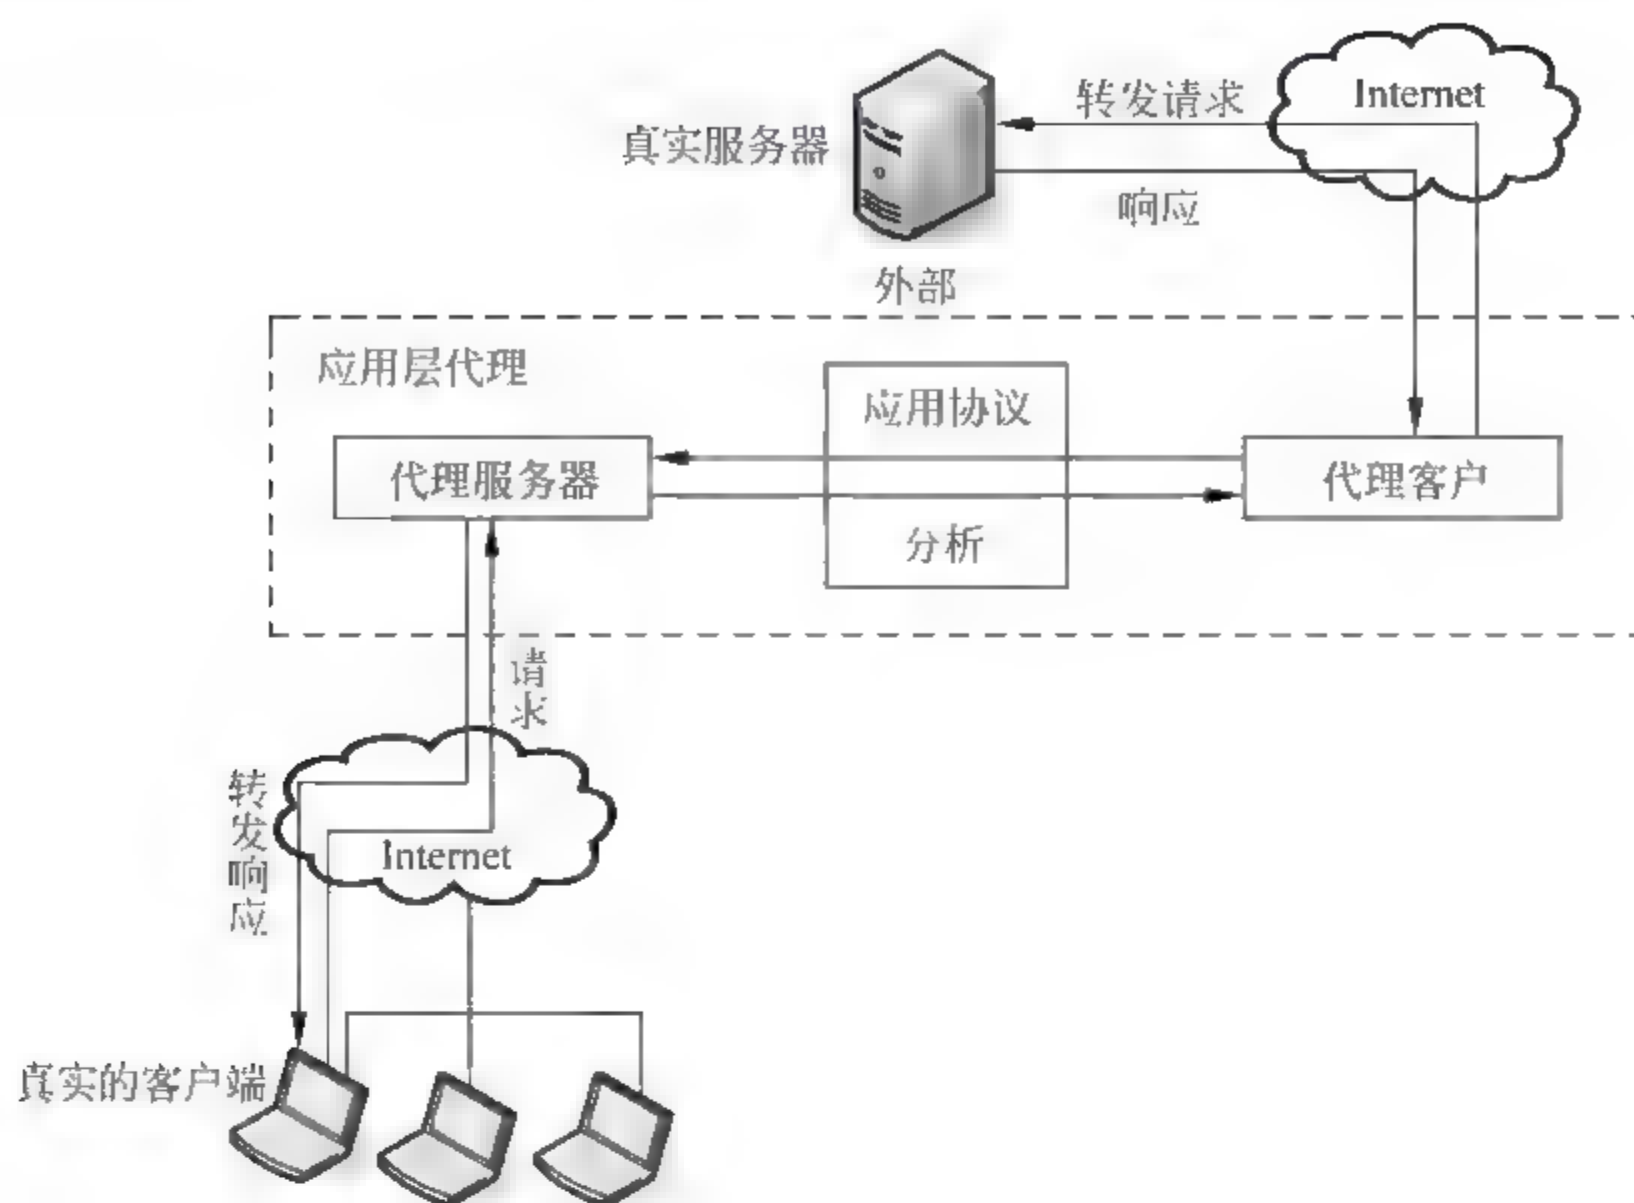 Internet
转发请求
真实服务器
响应
外部
应用层代理
应用协议
代理服务器
代理客户
分析
请求
转发响应
Internet
真实的客户端